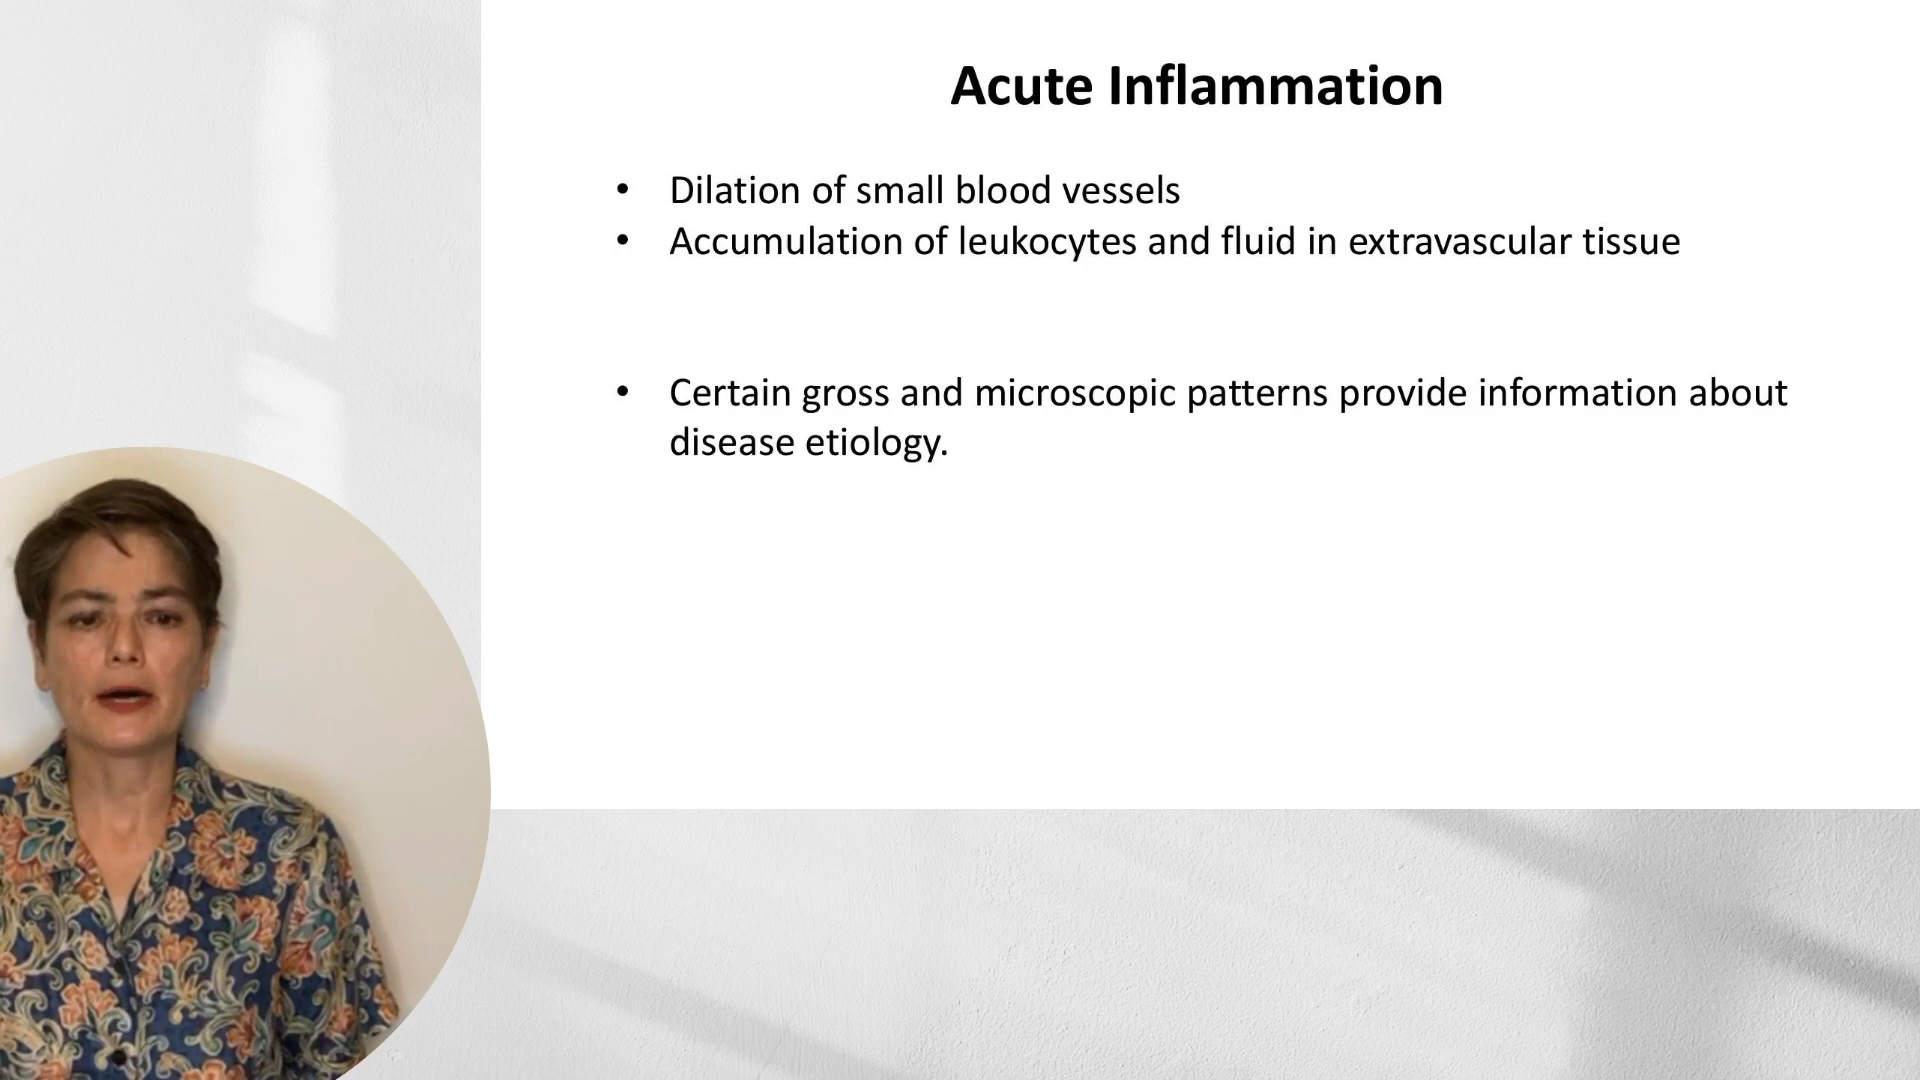 Acute Inflammation
• Dilation of small blood vessels
• Accumulation of leukocytes and fluid in extravascular tissue
• Certain gross and microscopic patterns provide information about
disease etiology.